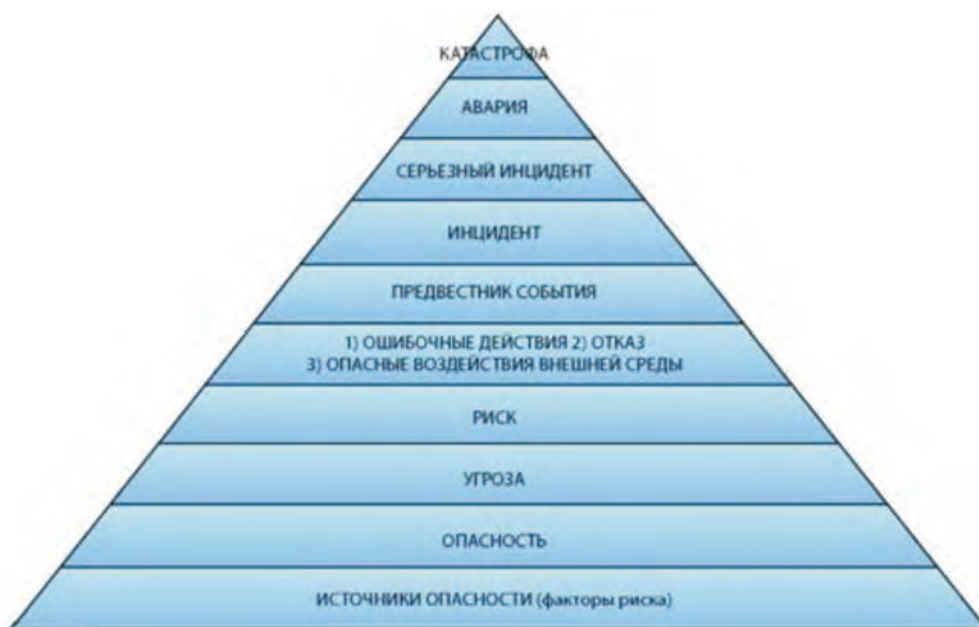 КАТАСТРОФА
АВАРИЯ
СЕРЬЕЗНЫЙ ИНЦИДЕНТ
ИНЦИДЕНТ
ПРЕДВЕСТНИК СОБЫТИЯ
1) ОШИБОЧНЫЕ ДЕЙСТВИЯ 2) ОТКАЗ
3) ОПАСНЫЕ ВОЗДЕЙСТВИЯ ВНЕШНЕЙ СРЕДЫ
РИСК
УГРОЗА
ОПАСНОСТЬ
ИСТОЧНИКИ ОПАСНОСТИ (факторы риска)